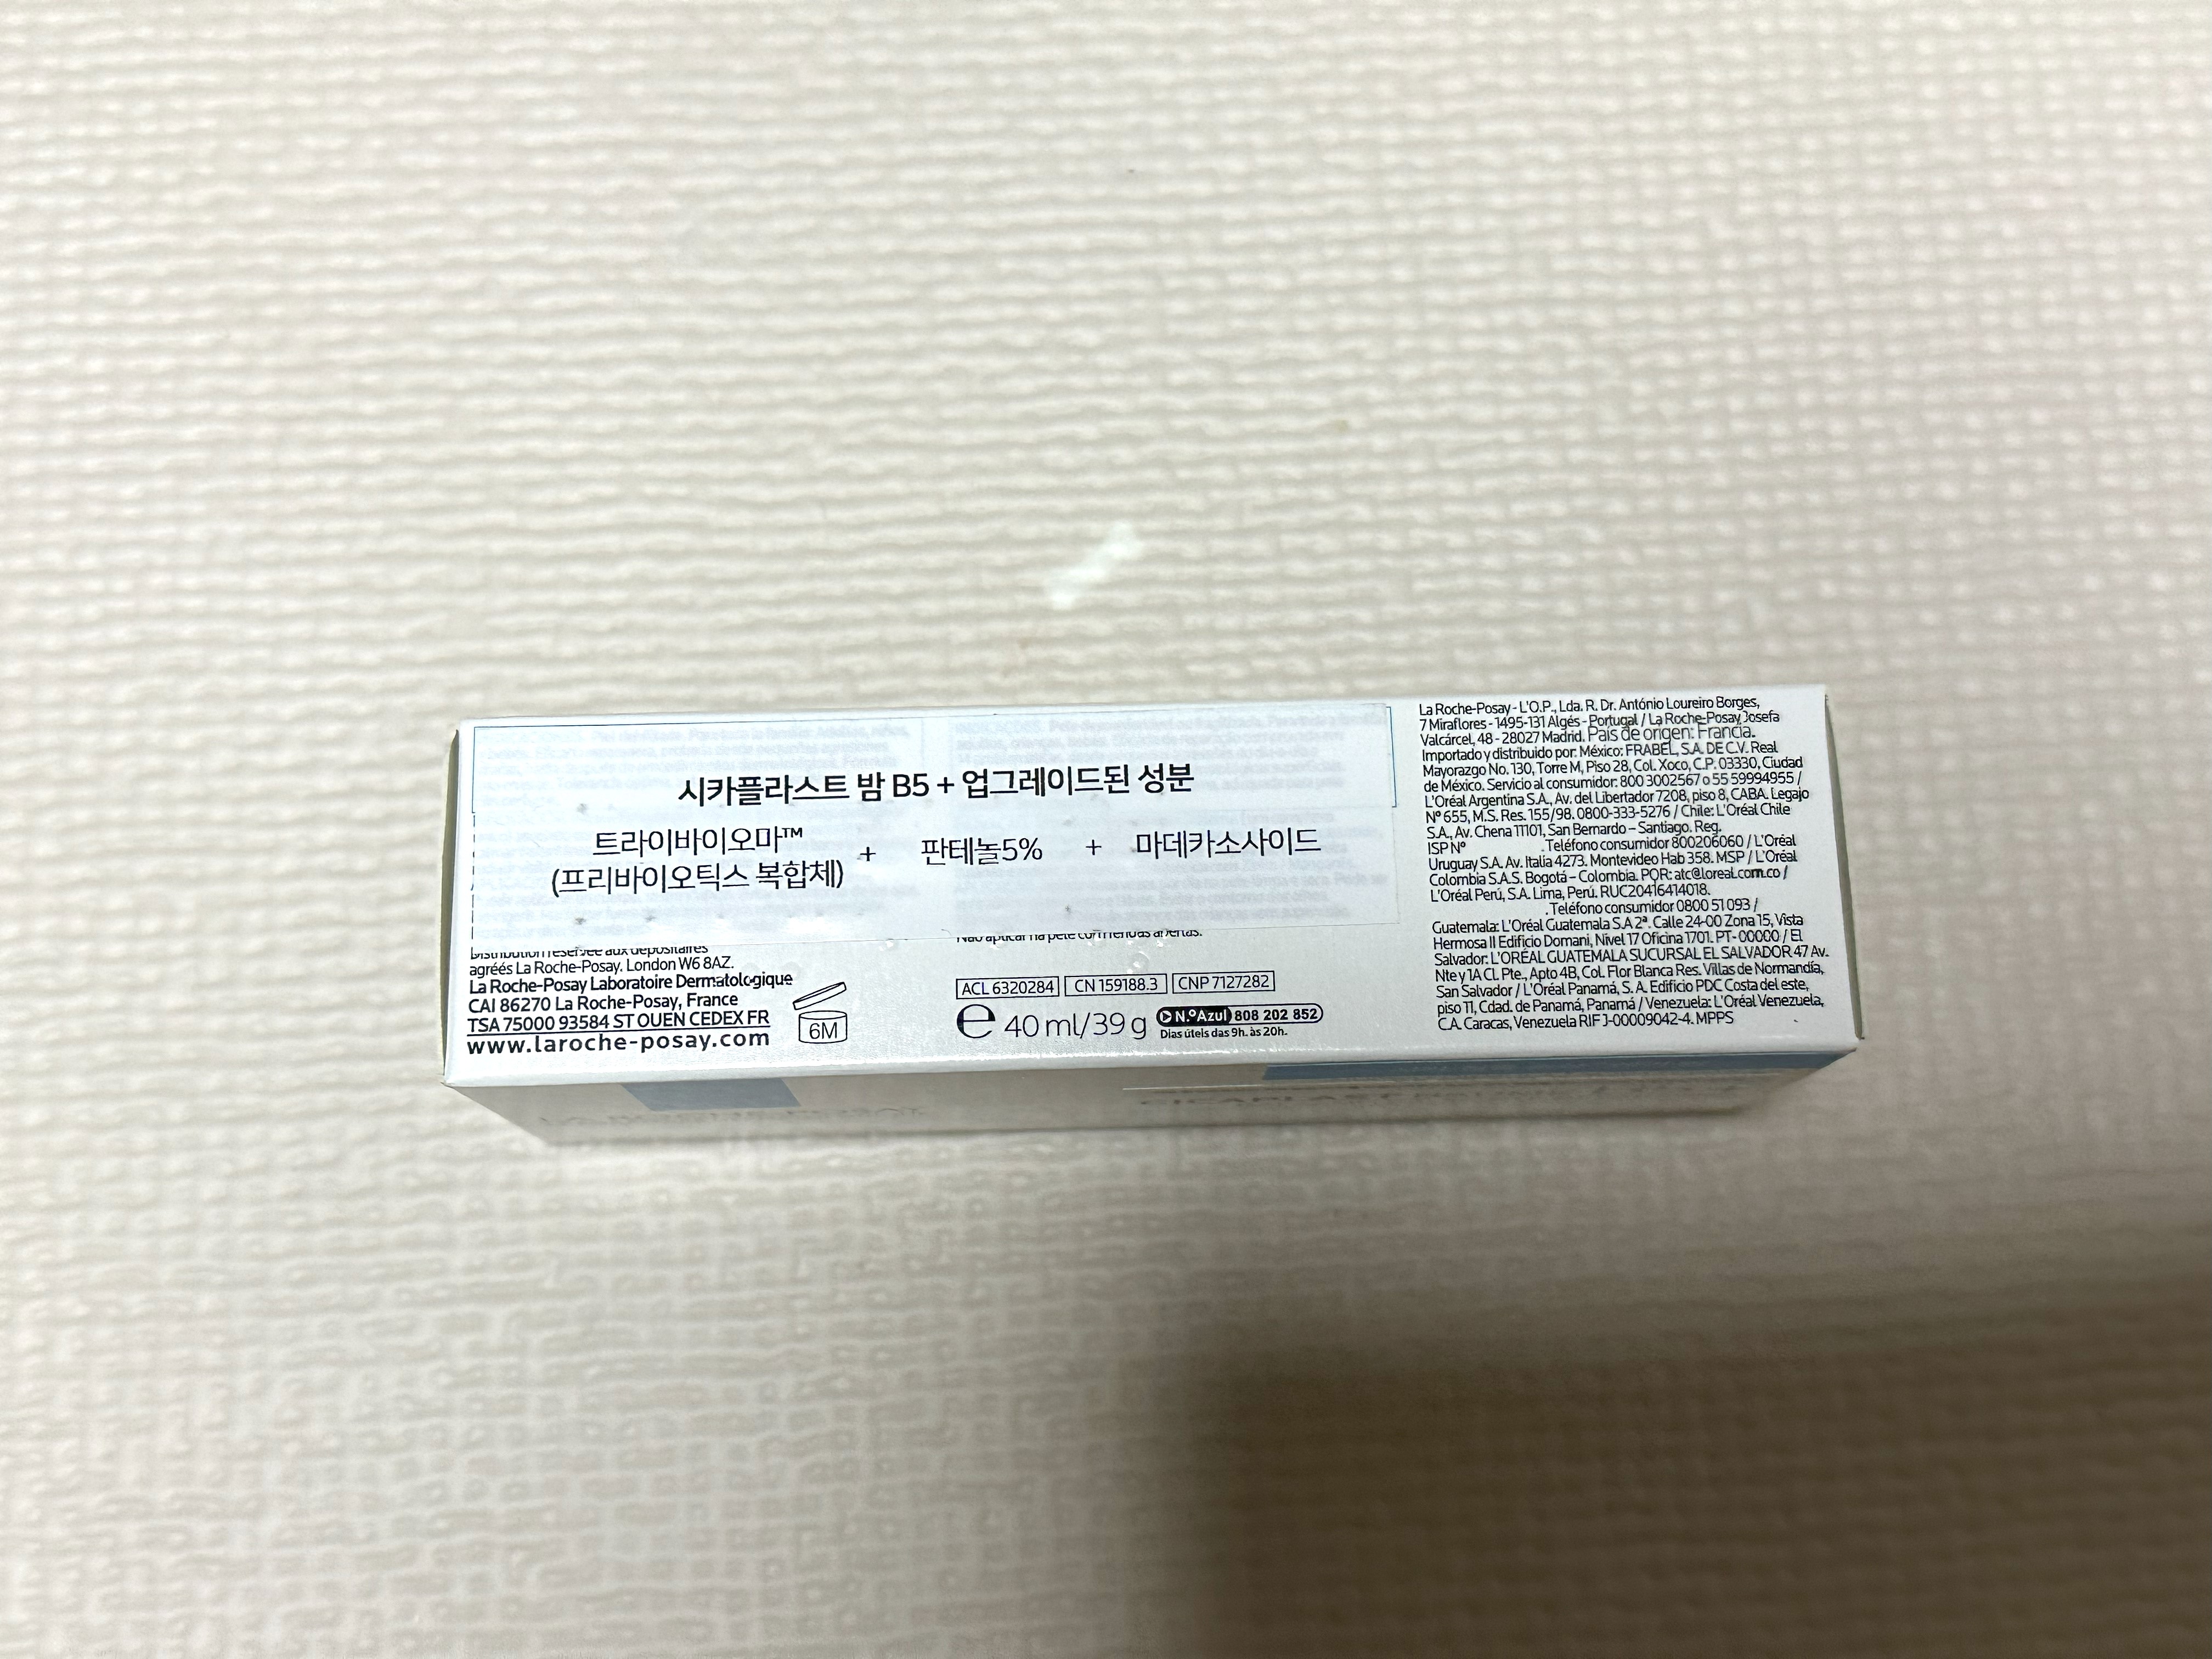 시카플라스트 밤 B5 + 업그레이드된 성분
트라이바이오마™
(프리바이오틱스 복합체)
+ 판테놀5% + 마데카소사이드
Distribution réservée aux dépositaires
agréés La Roche-Posay. London W6 8AZ.
La Roche-Posay Laboratoire Dermatologique
CAI 86270 La Roche-Posay, France
TSA 75000 93584 ST OUEN CEDEX FR
www.laroche-posay.com
6M
Não aplicar na pele com feridas abertas.
ACL 6320284 CN 159188.3 CNP 7127282
e 40 ml/39 g
N.º Azul 808 202 852
Dias úteis das 9h. às 20h.
La Roche-Posay - L'O.P., Lda. R. Dr. António Loureiro Borges,
7 Miraflores - 1495-131 Algés - Portugal / La Roche-Posay Josefa
Valcárcel, 48 - 28027 Madrid. País de origen: Francia.
Importado y distribuido por: México: FRABEL, S.A. DE C.V. Real
Mayorazgo No. 130, Torre M, Piso 28, Col. Xoco, C.P. 03330, Ciudad
de México. Servicio al consumidor: 800 3002567 o 55 59994955 /
L'Oréal Argentina S.A., Av. del Libertador 7208, piso 8, CABA. Legajo
Nº 655, M.S. Res. 155/98. 0800-333-5276 / Chile: L'Oréal Chile
S.A., Av. Chena 11101, San Bernardo – Santiago. Reg.
ISP Nº .Teléfono consumidor 800206060 / L'Oréal
Uruguay S.A. Av. Italia 4273. Montevideo Hab 358. MSP / L'Oréal
Colombia S.A.S. Bogotá – Colombia. PQR: atc@loreal.com.co /
L'Oréal Perú, S.A. Lima, Perú. RUC20416414018.
.Teléfono consumidor 0800 51 093 /
Guatemala: L'Oréal Guatemala S.A 2ª. Calle 24-00 Zona 15, Vista
Hermosa II Edificio Domani, Nivel 17 Oficina 1701. PT-00000 / El
Salvador: L'ORÉAL GUATEMALA SUCURSAL EL SALVADOR 47 Av.
Nte y 1A CL Pte., Apto 4B, Col. Flor Blanca Res. Villas de Normandía,
San Salvador / L'Oréal Panamá, S. A. Edificio PDC Costa del este,
piso 11, Cdad. de Panamá, Panamá / Venezuela: L'Oréal Venezuela,
C.A. Caracas, Venezuela RIF J-00009042-4. MPPS
LA ROCHE-POSAY
CICAPLAST